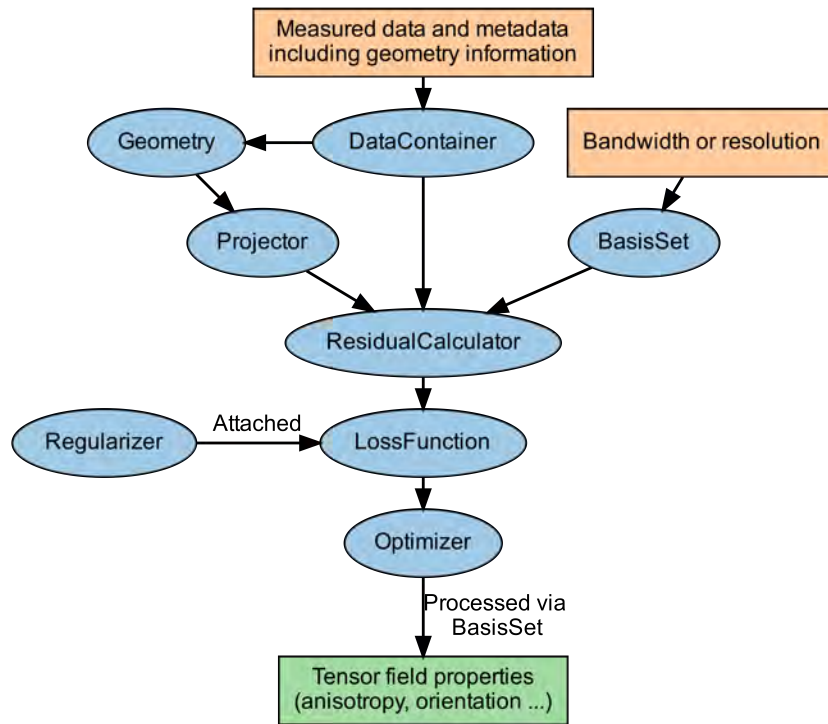 Measured data and metadata
including geometry information
Geometry
DataContainer
Bandwidth or resolution
Projector
BasisSet
ResidualCalculator
Regularizer
Attached
LossFunction
Optimizer
Processed via
BasisSet
Tensor field properties
(anisotropy, orientation ...)